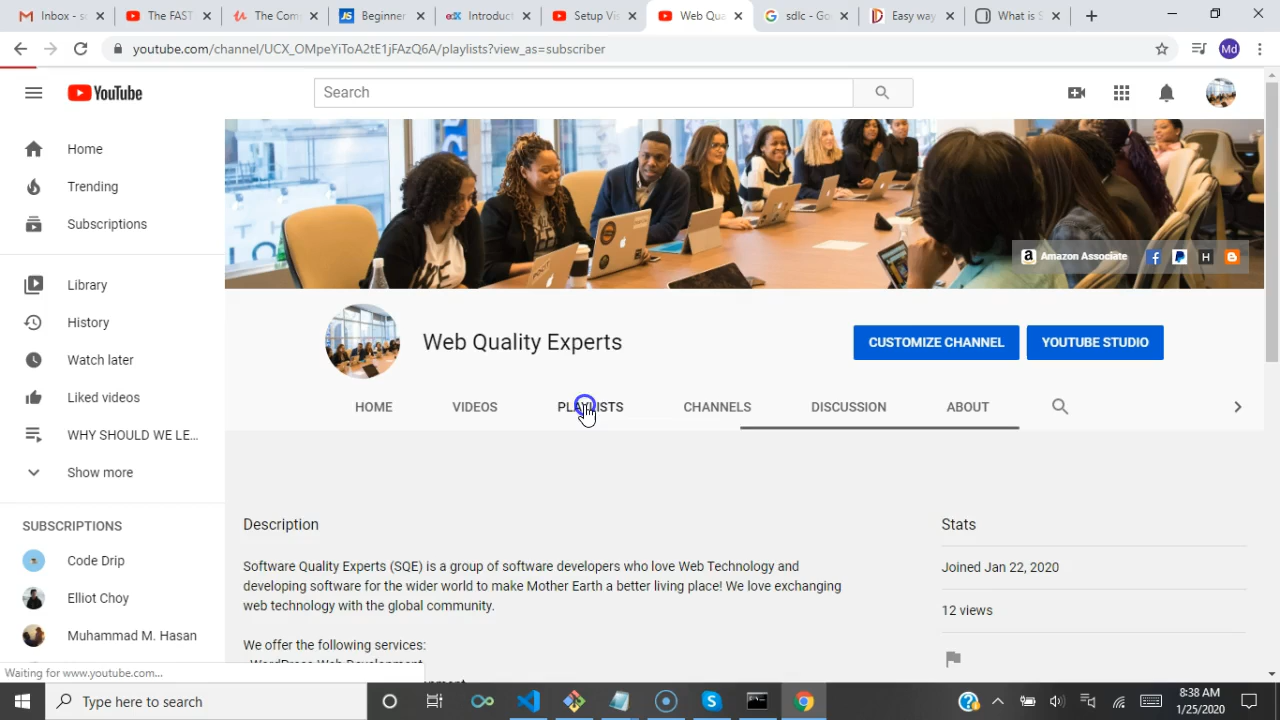 Inbox - s
The FAST
The Com
Beginner
Introduct
Setup Vis
Web Qua
sdlc - Go
Easy way
What is S
youtube.com/channel/UCX_OMpeYiToA2tE1jFAzQ6A/playlists?view_as=subscriber
Md
YouTube
Search
Home
Trending
Subscriptions
Library
History
Watch later
Liked videos
WHY SHOULD WE LE...
Show more
SUBSCRIPTIONS
Code Drip
Elliot Choy
Muhammad M. Hasan
Amazon Associate
Web Quality Experts
CUSTOMIZE CHANNEL
YOUTUBE STUDIO
HOME VIDEOS PLAYLISTS CHANNELS DISCUSSION ABOUT
Description
Software Quality Experts (SQE) is a group of software developers who love Web Technology and
developing software for the wider world to make Mother Earth a better living place! We love exchanging
web technology with the global community.
We offer the following services:
Stats
Joined Jan 22, 2020
12 views
Waiting for www.youtube.com...
Type here to search
8:38 AM
1/25/2020